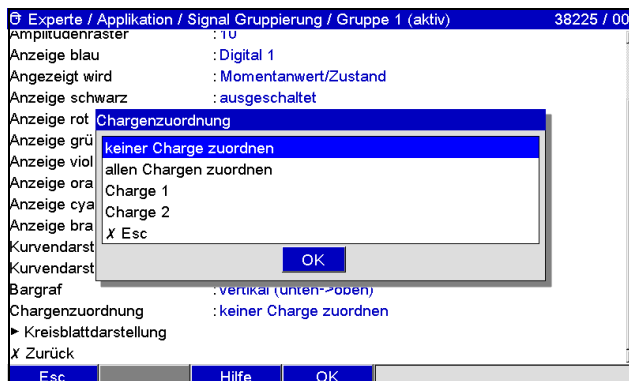 Experte / Applikation / Signal Gruppierung / Gruppe 1 (aktiv) 38225 / 00
Amplitudenraster : 10
Anzeige blau : Digital 1
Angezeigt wird : Momentanwert/Zustand
Anzeige schwarz : ausgeschaltet
Anzeige rot
Chargenzuordnung
Anzeige grü
keiner Charge zuordnen
Anzeige viol
allen Chargen zuordnen
Anzeige ora
Charge 1
Anzeige cya
Charge 2
Anzeige bra
X Esc
Kurvendarst
OK
Kurvendarst
Bargraf : vertikal (unten->oben)
Chargenzuordnung : keiner Charge zuordnen
► Kreisblattdarstellung
X Zurück
Esc Hilfe OK